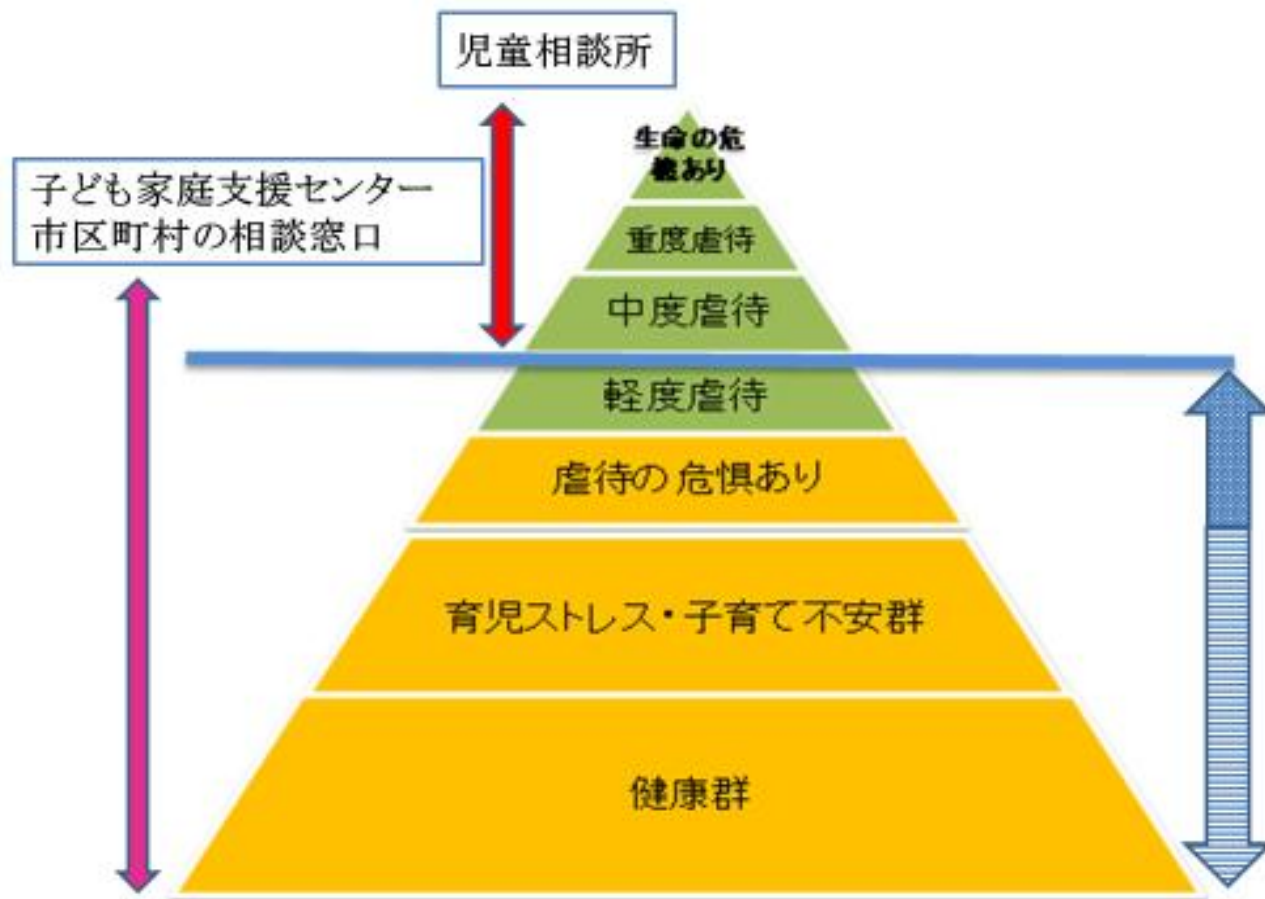 児童相談所
子ども家庭支援センター
市区町村の相談窓口
生命の危
機あり
重度虐待
中度虐待
軽度虐待
虐待の危惧あり
育児ストレス・子育て不安群
健康群